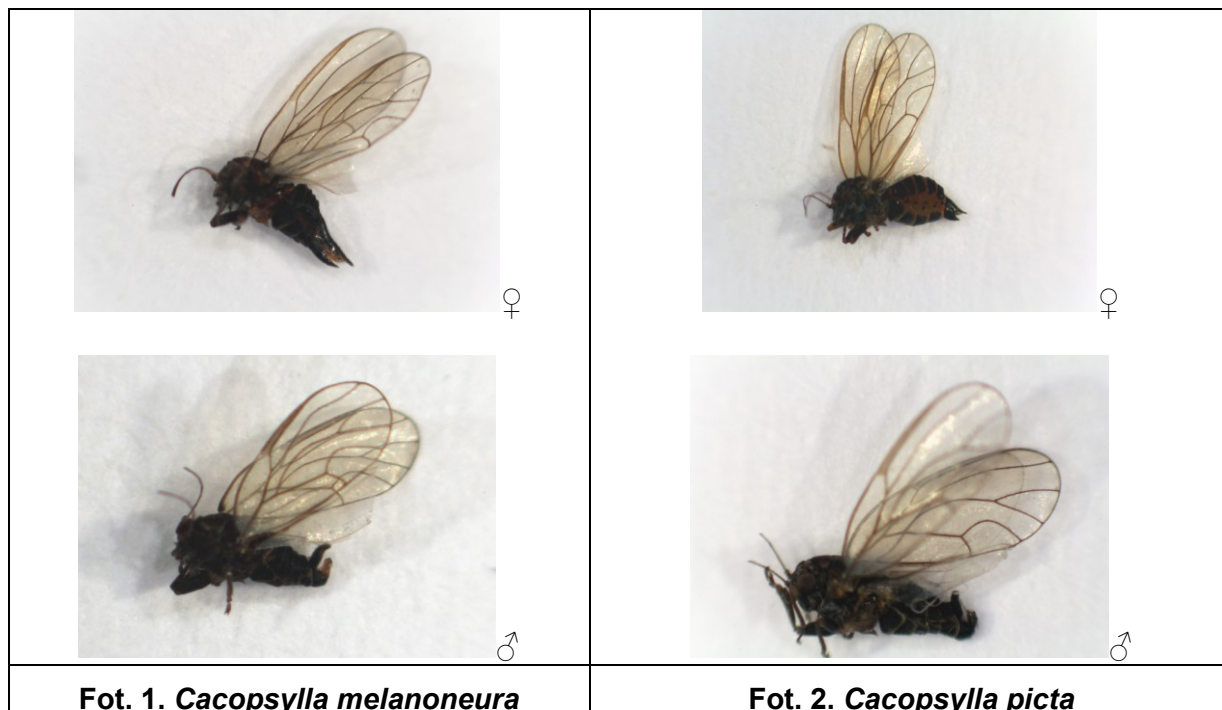 ♀
♀
♂
♂
Fot. 1. Cacopsylla melanoneura
Fot. 2. Cacopsylla picta